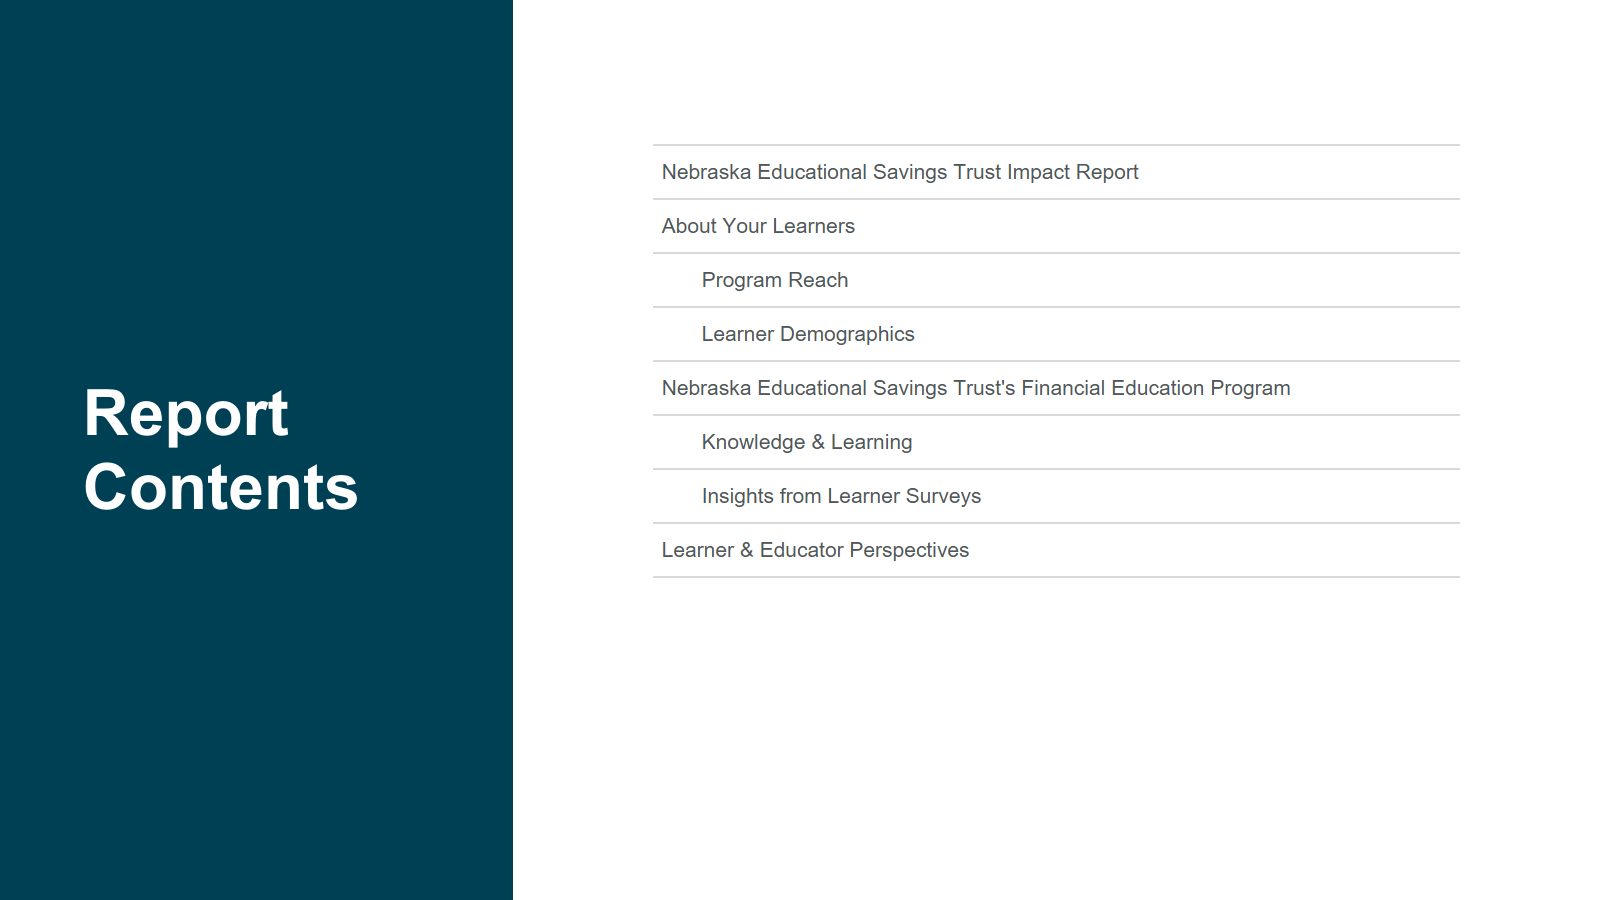 Report
Contents
Nebraska Educational Savings Trust Impact Report
About Your Learners
Program Reach
Learner Demographics
Nebraska Educational Savings Trust's Financial Education Program
Knowledge & Learning
Insights from Learner Surveys
Learner & Educator Perspectives